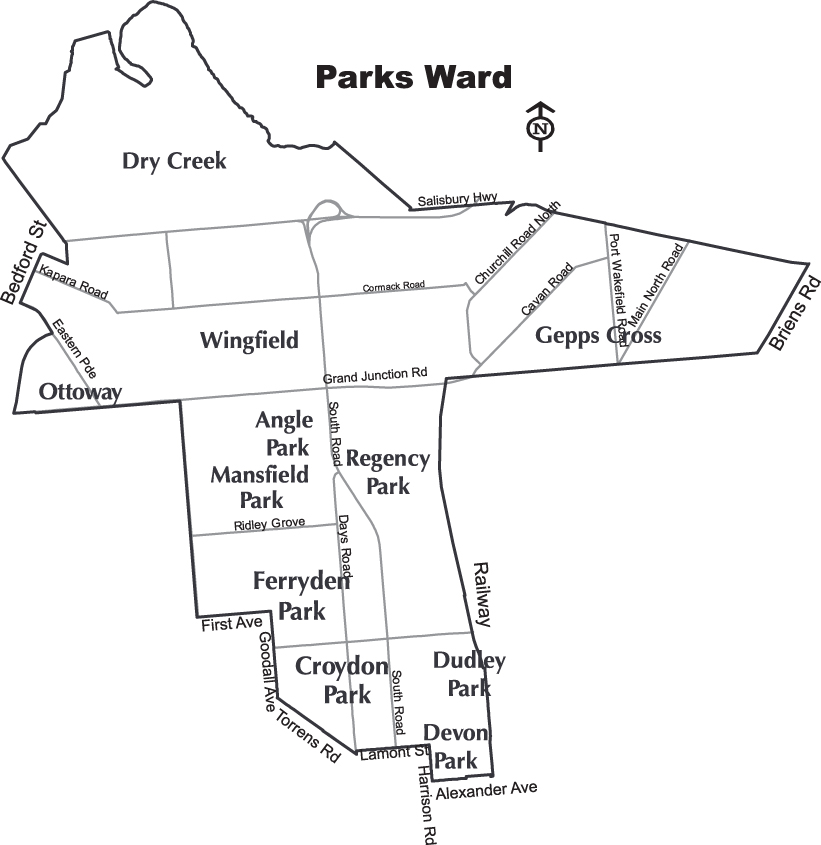 Parks Ward
N
Dry Creek
Salisbury Hwy
Churchill Road North
Bedford St
Kapara Road
Cormack Road
Cavan Road
Port Wakefield Road
Main North Road
Briens Rd
Eastern Pde
Wingfield
Gepps Cross
Ottoway
Grand Junction Rd
Angle
Park
South Road
Regency
Park
Mansfield
Park
Ridley Grove
Days Road
Ferryden
Park
Railway
First Ave
Goodall Ave
Croydon
Park
South Road
Dudley
Park
Torrens Rd
Devon
Park
Lamont St
Harrison Rd
Alexander Ave